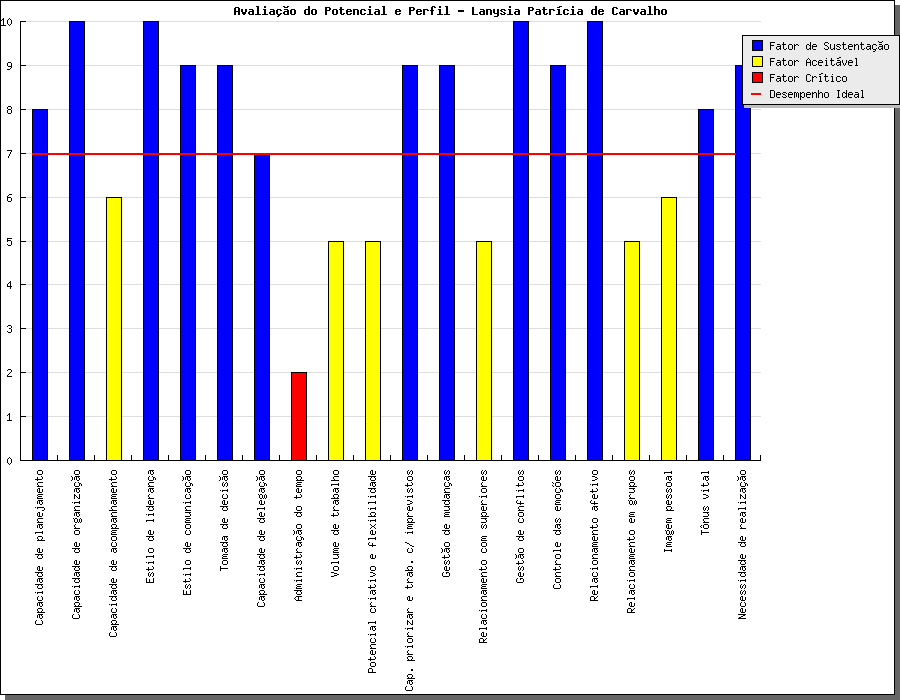 Avaliação do Potencial e Perfil - Lanysia Patrícia de Carvalho
Fator de Sustentação
Fator Aceitável
Fator Crítico
Desempenho Ideal
10
9
8
7
6
5
4
3
2
1
0
Capacidade de planejamento
Capacidade de organização
Capacidade de acompanhamento
Estilo de liderança
Estilo de comunicação
Tomada de decisão
Capacidade de delegação
Administração do tempo
Volume de trabalho
Potencial criativo e flexibilidade
Cap. priorizar e trab. c/ imprevistos
Gestão de mudanças
Relacionamento com superiores
Gestão de conflitos
Controle das emoções
Relacionamento afetivo
Relacionamento em grupos
Imagem pessoal
Tônus vital
Necessidade de realização